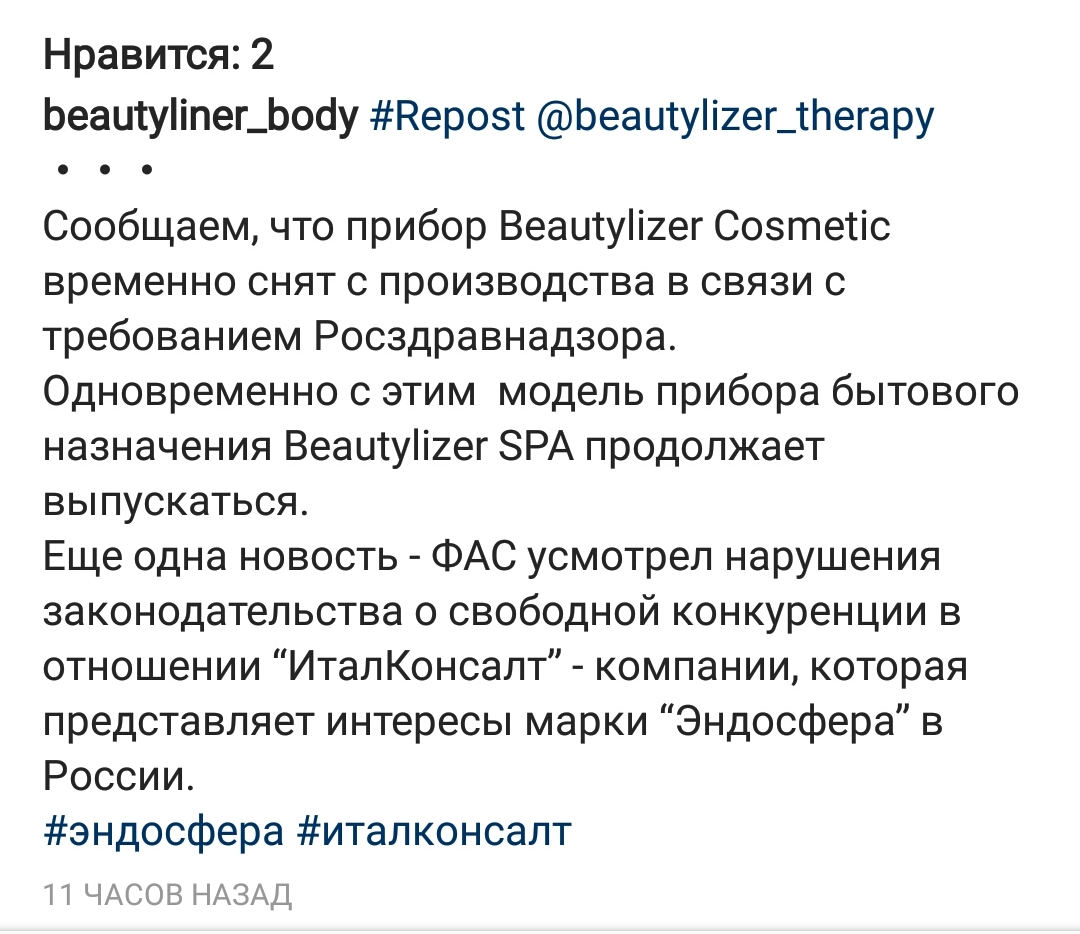 Нравится: 2
beautyliner_body #Repost @beautylizer_therapy
• • •
Сообщаем, что прибор Beautylizer Cosmetic
временно снят с производства в связи с
требованием Росздравнадзора.
Одновременно с этим  модель прибора бытового
назначения Beautylizer SPA продолжает
выпускаться.
Еще одна новость - ФАС усмотрел нарушения
законодательства о свободной конкуренции в
отношении “ИталКонсалт” - компании, которая
представляет интересы марки “Эндосфера” в
России.
#эндосфера #италконсалт
11 ЧАСОВ НАЗАД